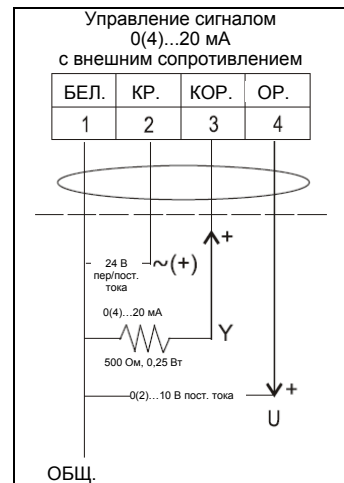 Управление сигналом
0(4)...20 мА
с внешним сопротивлением
БЕЛ. КР. КОР. ОР.
1 2 3 4
+
24 В ~(+)
пер/пост.
тока
0(4)...20 мА
Y
500 Ом, 0,25 Вт
0(2)...10 В пост. тока +
U
ОБЩ.